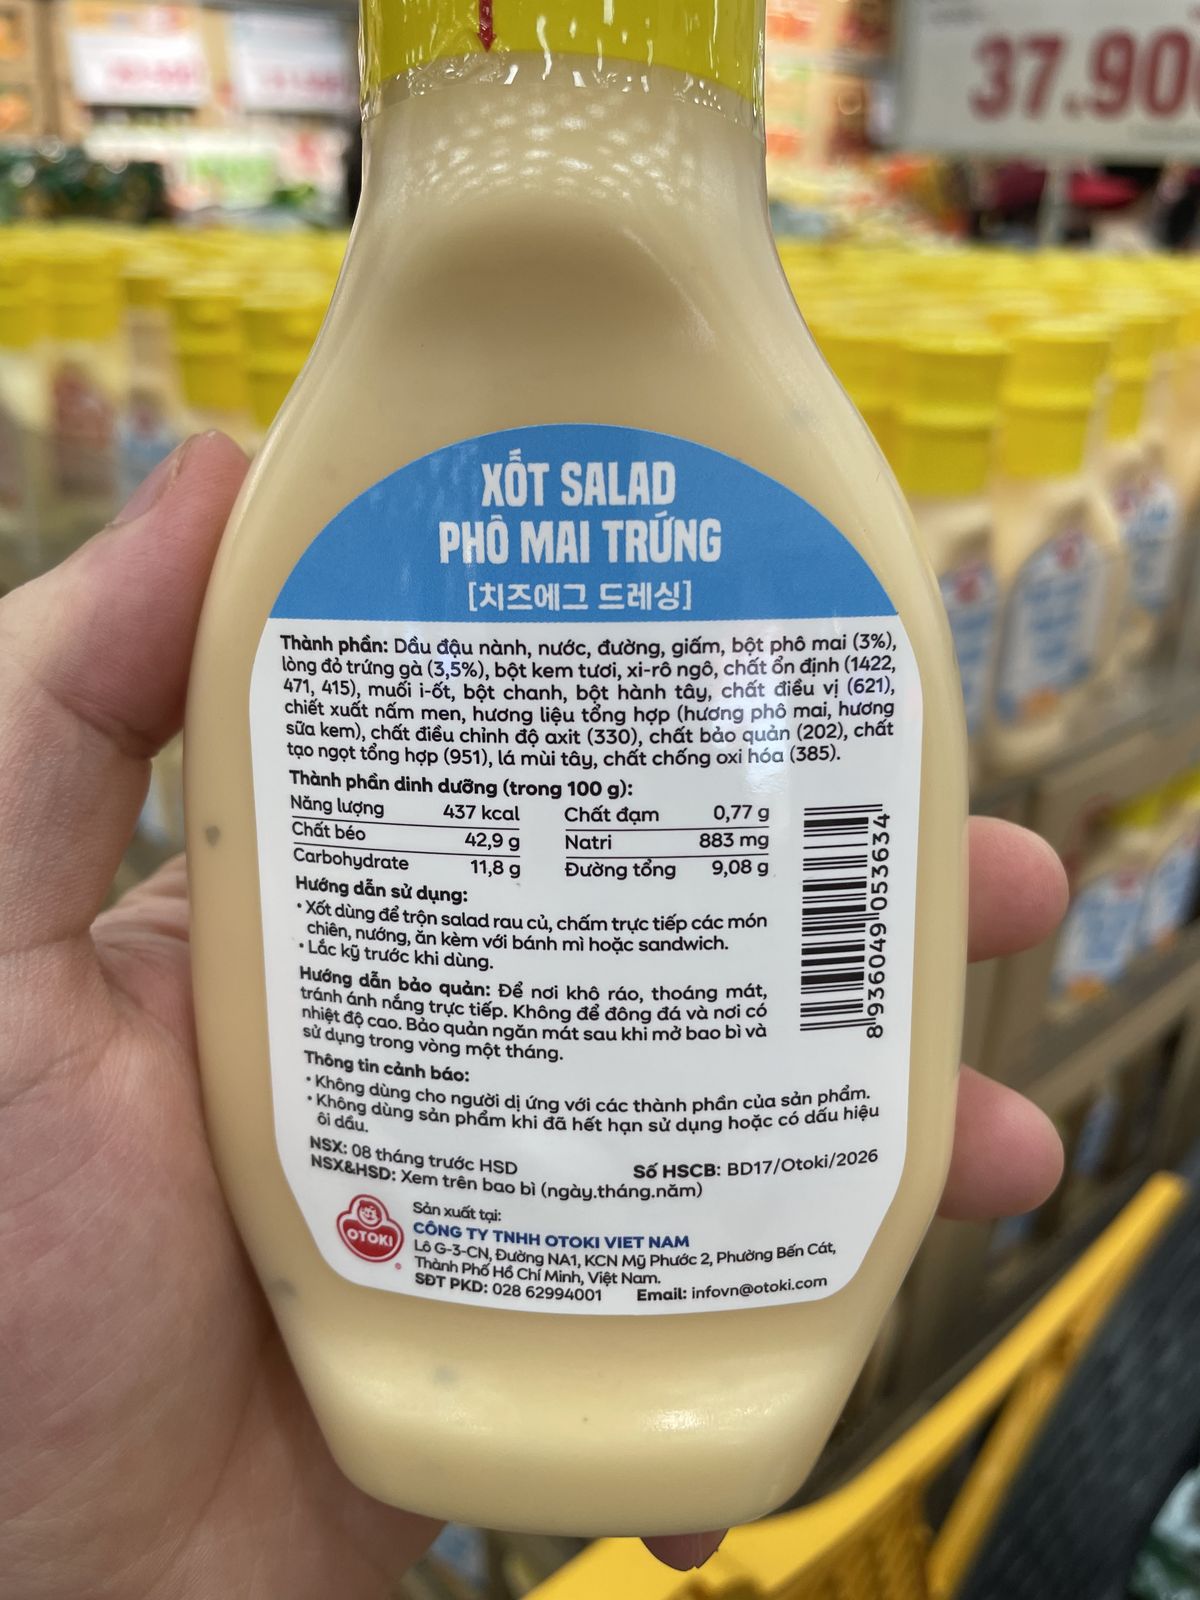 37.90
XỐT SALAD
PHÔ MAI TRỨNG
[치즈에그 드레싱]
Thành phần: Dầu đậu nành, nước, đường, giấm, bột phô mai (3%),
lòng đỏ trứng gà (3,5%), bột kem tươi, xi-rô ngô, chất ổn định (1422,
471, 415), muối i-ốt, bột chanh, bột hành tây, chất điều vị (621),
chiết xuất nấm men, hương liệu tổng hợp (hương phô mai, hương
sữa kem), chất điều chỉnh độ axit (330), chất bảo quản (202), chất
tạo ngọt tổng hợp (951), lá mùi tây, chất chống oxi hóa (385).
Thành phần dinh dưỡng (trong 100 g):
Năng lượng 437 kcal Chất đạm 0,77 g
Chất béo 42,9 g Natri 883 mg
Carbohydrate 11,8 g Đường tổng 9,08 g
Hướng dẫn sử dụng:
• Xốt dùng để trộn salad rau củ, chấm trực tiếp các món
chiên, nướng, ăn kèm với bánh mì hoặc sandwich.
• Lắc kỹ trước khi dùng.
Hướng dẫn bảo quản: Để nơi khô ráo, thoáng mát,
tránh ánh nắng trực tiếp. Không để đông đá và nơi có
nhiệt độ cao. Bảo quản ngăn mát sau khi mở bao bì và
sử dụng trong vòng một tháng.
8 936049 053634
Thông tin cảnh báo:
• Không dùng cho người dị ứng với các thành phần của sản phẩm.
• Không dùng sản phẩm khi đã hết hạn sử dụng hoặc có dấu hiệu
ôi dầu.
NSX: 08 tháng trước HSD Số HSCB: BD17/Otoki/2026
NSX&HSD: Xem trên bao bì (ngày.tháng.năm)
OTOKI
Sản xuất tại:
CÔNG TY TNHH OTOKI VIET NAM
Lô G-3-CN, Đường NA1, KCN Mỹ Phước 2, Phường Bến Cát,
Thành Phố Hồ Chí Minh, Việt Nam.
SĐT PKD: 028 62994001 Email: infovn@otoki.com